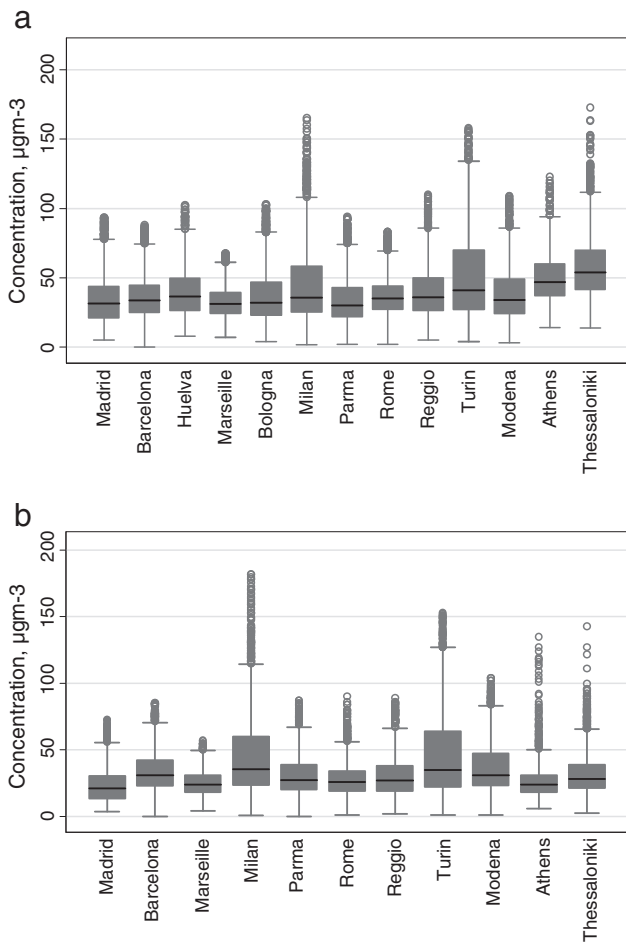 a
Concentration, µgm-3
200
150
100
50
0
Madrid
Barcelona
Huelva
Marseille
Bologna
Milan
Parma
Rome
Reggio
Turin
Modena
Athens
Thessaloniki
b
Concentration, µgm-3
200
150
100
50
0
Madrid
Barcelona
Marseille
Milan
Parma
Rome
Reggio
Turin
Modena
Athens
Thessaloniki